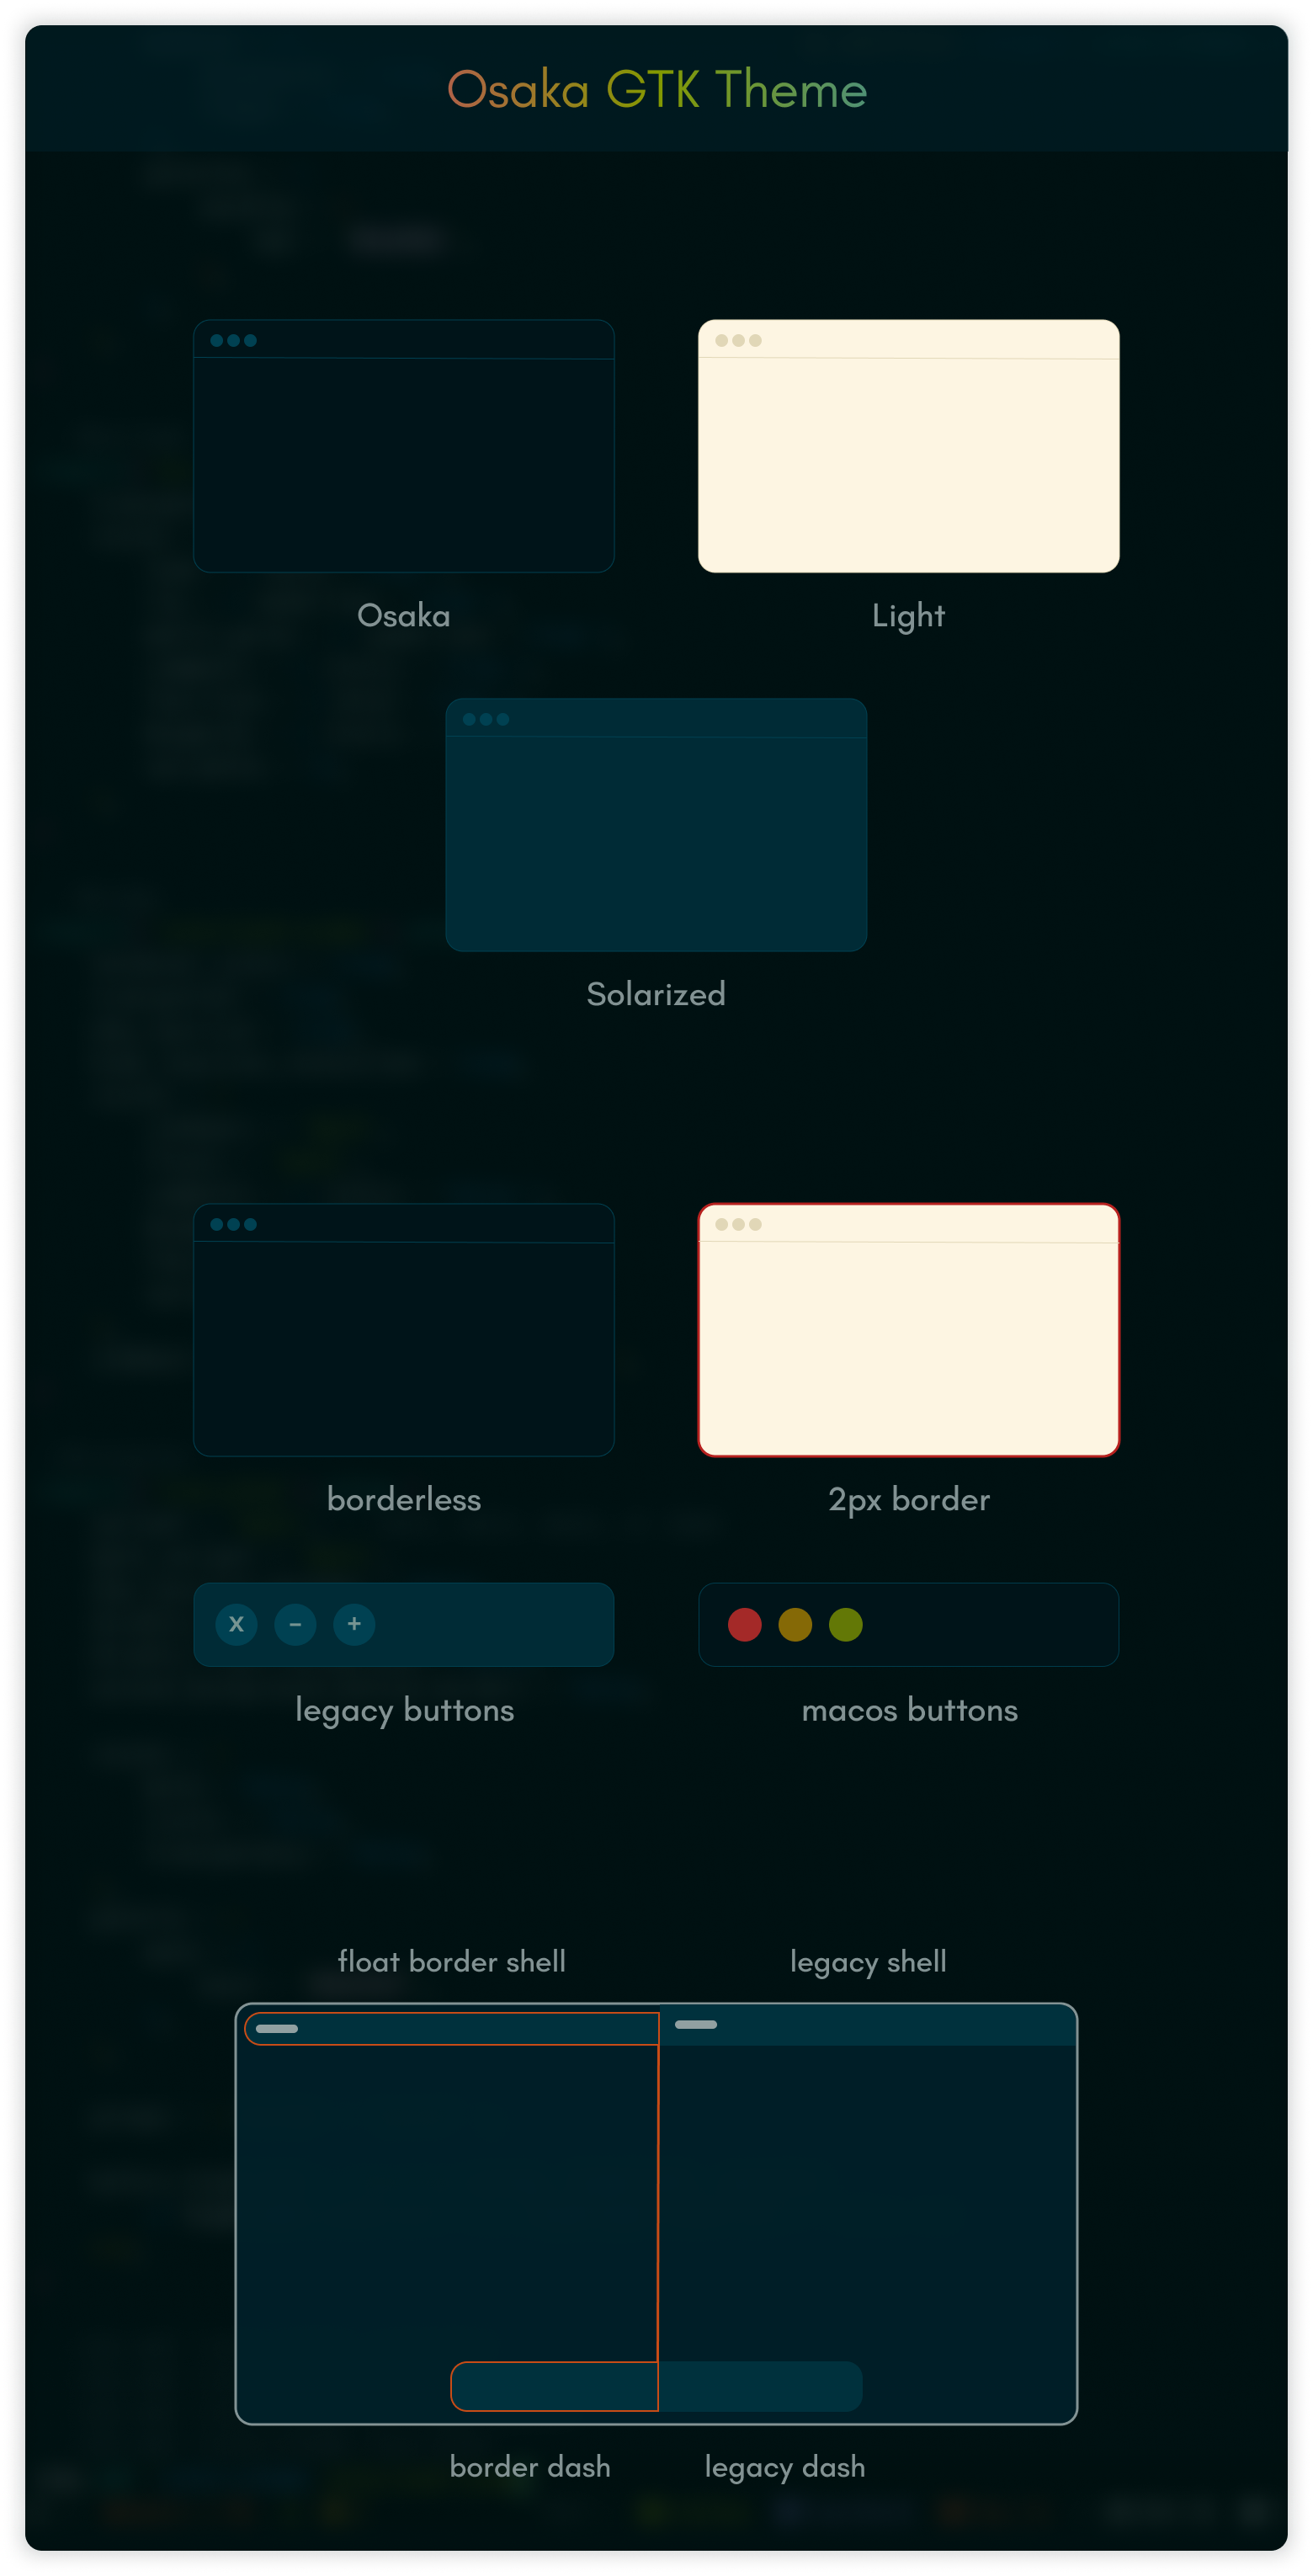 Osaka GTK Theme
Osaka
Light
Solarized
borderless
2px border
X − +
legacy buttons
macos buttons
float border shell
legacy shell
border dash
legacy dash